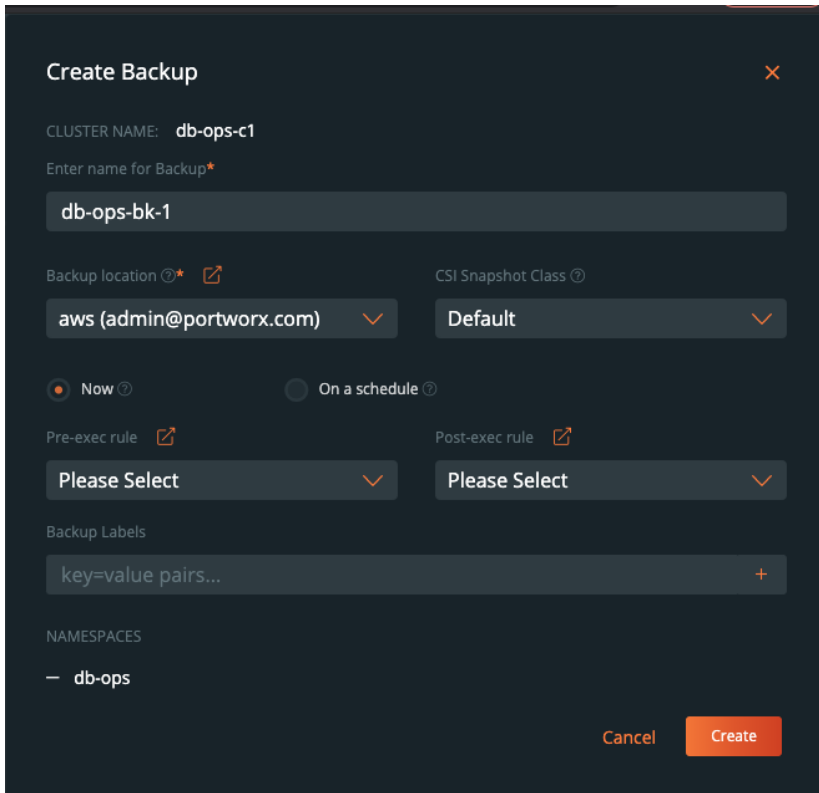 Create Backup
CLUSTER NAME: db-ops-c1
Enter name for Backup*
db-ops-bk-1
Backup location ?* CSI Snapshot Class ?
aws (admin@portworx.com) Default
Now ? On a schedule ?
Pre-exec rule Post-exec rule
Please Select Please Select
Backup Labels
key=value pairs... +
NAMESPACES
— db-ops
Cancel Create